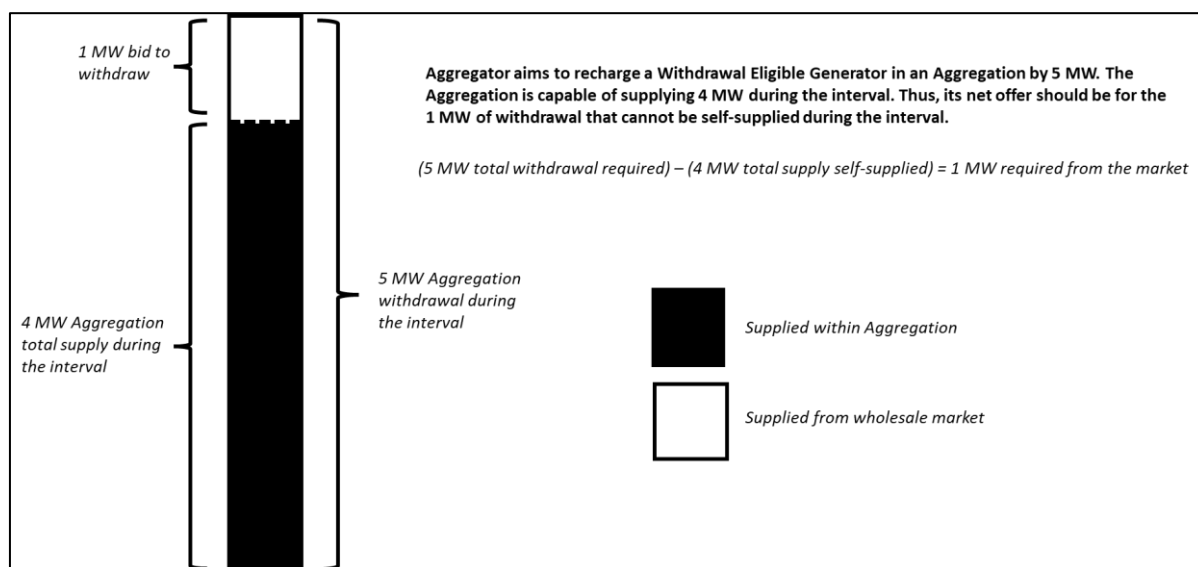 1 MW bid to
withdraw
Aggregator aims to recharge a Withdrawal Eligible Generator in an Aggregation by 5 MW. The
Aggregation is capable of supplying 4 MW during the interval. Thus, its net offer should be for the
1 MW of withdrawal that cannot be self-supplied during the interval.
(5 MW total withdrawal required) – (4 MW total supply self-supplied) = 1 MW required from the market
4 MW Aggregation
total supply during
the interval
5 MW Aggregation
withdrawal during
the interval
Supplied within Aggregation
Supplied from wholesale market